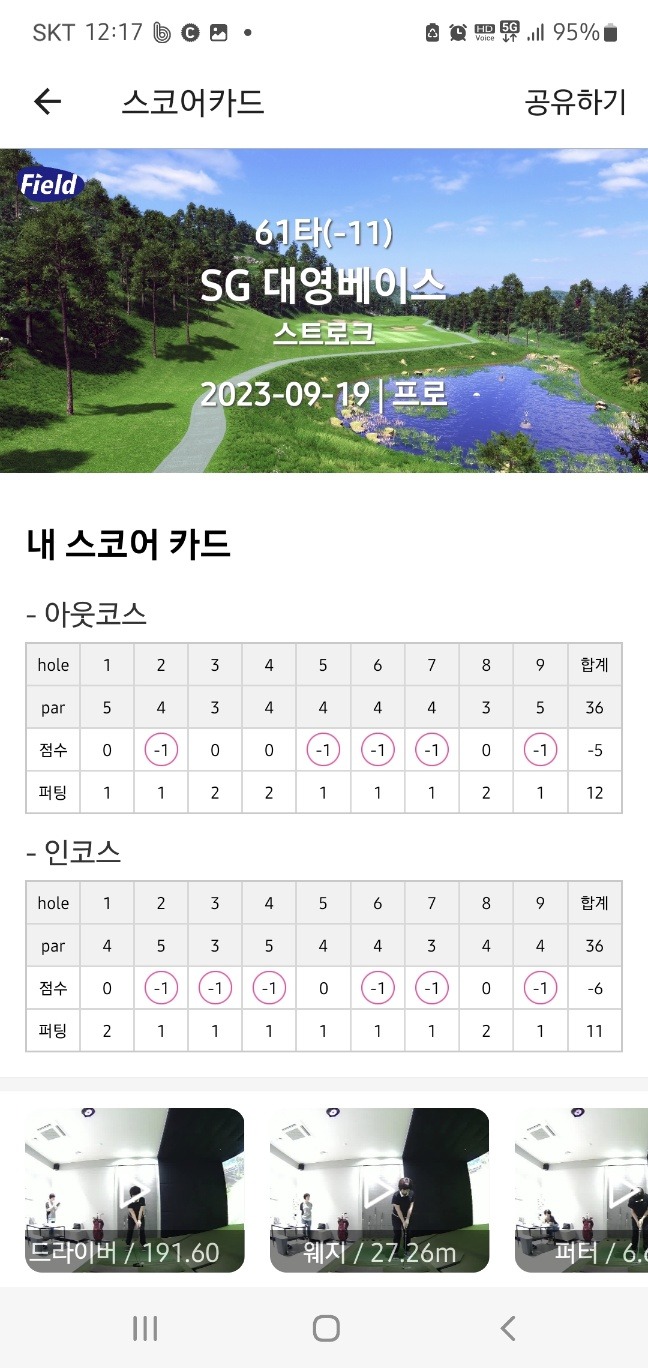 SKT 12:17
HD Voice 5G 95%
스코어카드 공유하기
Field
61타(-11)
SG 대영베이스
스트로크
2023-09-19 | 프로
내 스코어 카드
- 아웃코스
hole 1 2 3 4 5 6 7 8 9 합계
par 5 4 3 4 4 4 4 3 5 36
점수 0 -1 0 0 -1 -1 -1 0 -1 -5
퍼팅 1 1 2 2 1 1 1 2 1 12
- 인코스
hole 1 2 3 4 5 6 7 8 9 합계
par 4 5 3 5 4 4 3 4 4 36
점수 0 -1 -1 -1 0 -1 -1 0 -1 -6
퍼팅 2 1 1 1 1 1 1 2 1 11
드라이버 / 191.60
웨지 / 27.26m
퍼터 / 6.6